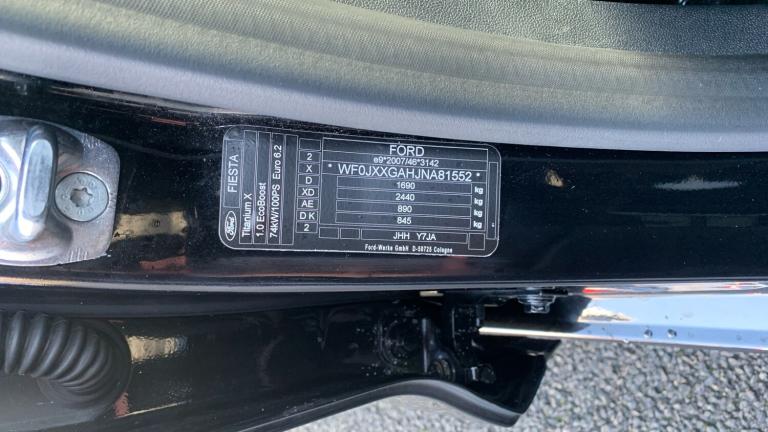 FORD
e9*2007/46*3142
* WF0JXXGAHJNA81552 *
1690 kg
2440 kg
890 kg
845 kg
JHH Y7JA
Ford-Werke GmbH D-50725 Cologne
2
X
D
XD
AE
D K
2
FIESTA
Titanium X
1.0 EcoBoost
74kW/100PS Euro 6.2
Ford